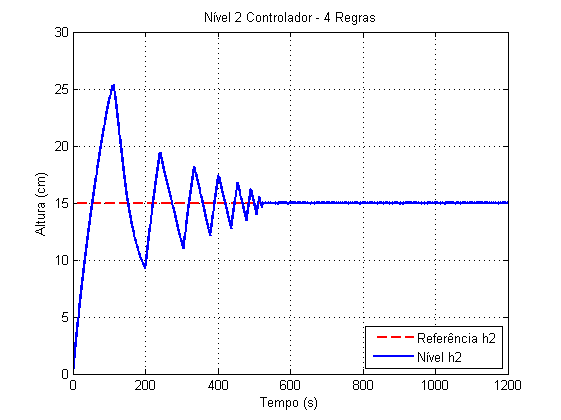 Nível 2 Controlador - 4 Regras
30
25
20
15
10
5
0
Altura (cm)
0 200 400 600 800 1000 1200
Tempo (s)
Referência h2
Nível h2